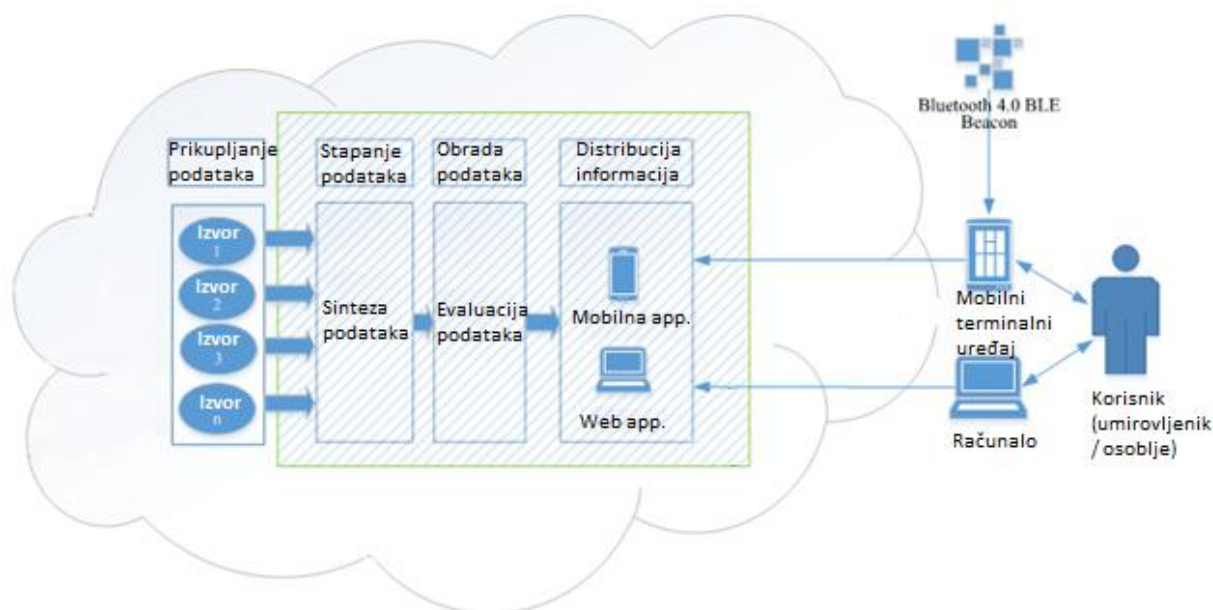 Bluetooth 4.0 BLE
Beacon
Prikupljanje
podataka
Stapanje
podataka
Obrada
podataka
Distribucija
informacija
Izvor
1
Izvor
2
Izvor
3
Izvor
n
Sinteza
podataka
Evaluacija
podataka
Mobilna app.
Web app.
Mobilni
terminalni
uređaj
Računalo
Korisnik
(umirovljenik
/ osoblje)